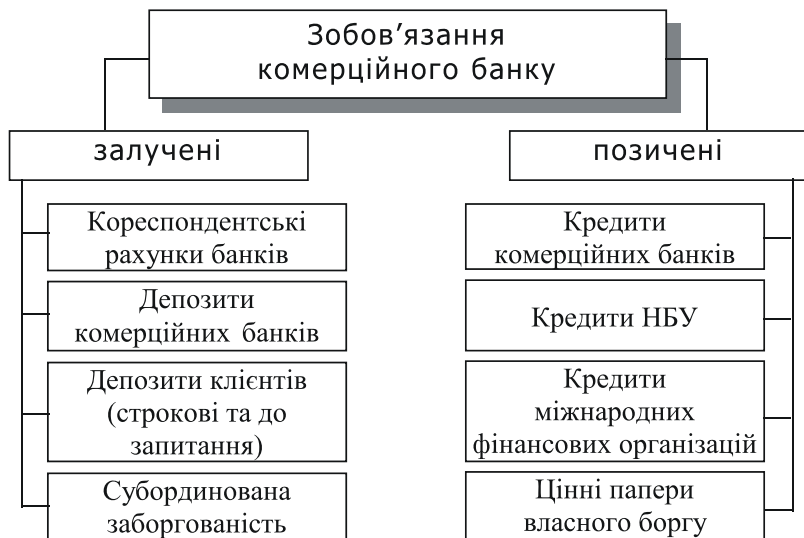 Зобов’язання
комерційного банку
залучені
позичені
Кореспондентські
рахунки банків
Депозити
комерційних банків
Депозити клієнтів
(строкові та до
запитання)
Субординована
заборгованість
Кредити
комерційних банків
Кредити НБУ
Кредити
міжнародних
фінансових організацій
Цінні папери
власного боргу